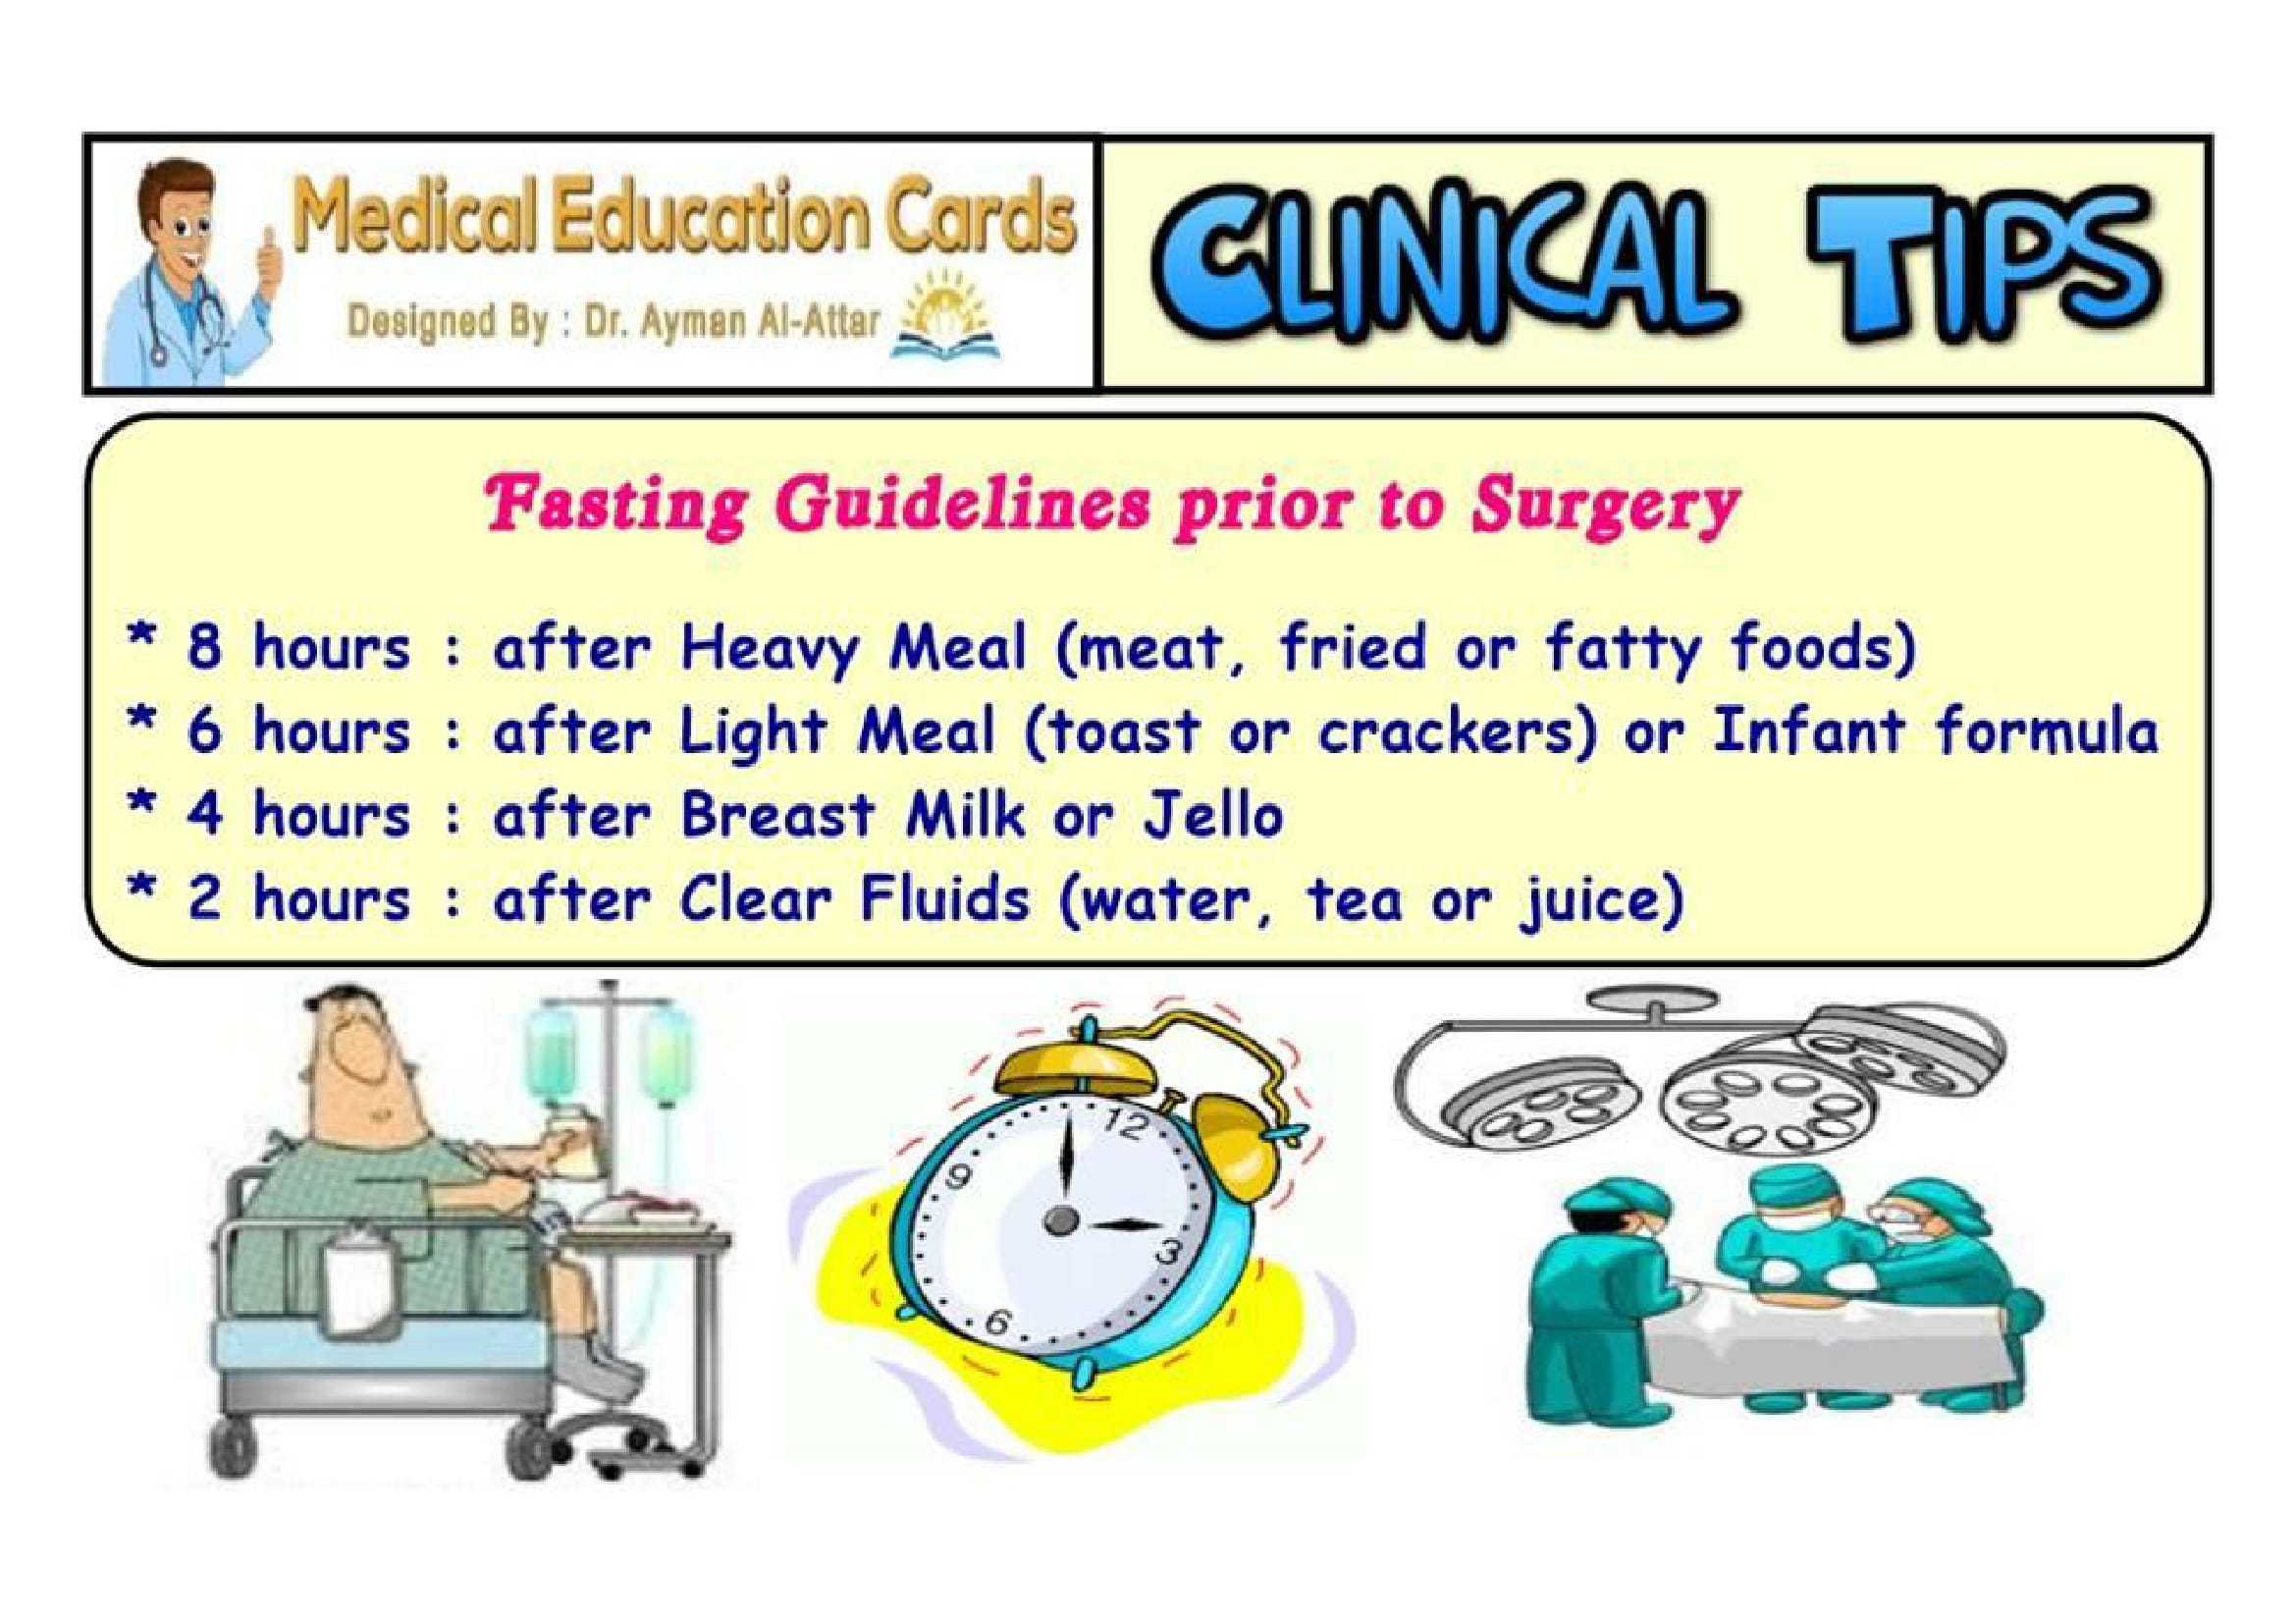 Medical Education Cards
Designed By : Dr. Ayman Al-Attar
CLINICAL TIPS
Fasting Guidelines prior to Surgery
* 8 hours : after Heavy Meal (meat, fried or fatty foods)
* 6 hours : after Light Meal (toast or crackers) or Infant formula
* 4 hours : after Breast Milk or Jello
* 2 hours : after Clear Fluids (water, tea or juice)
12
9
3
6